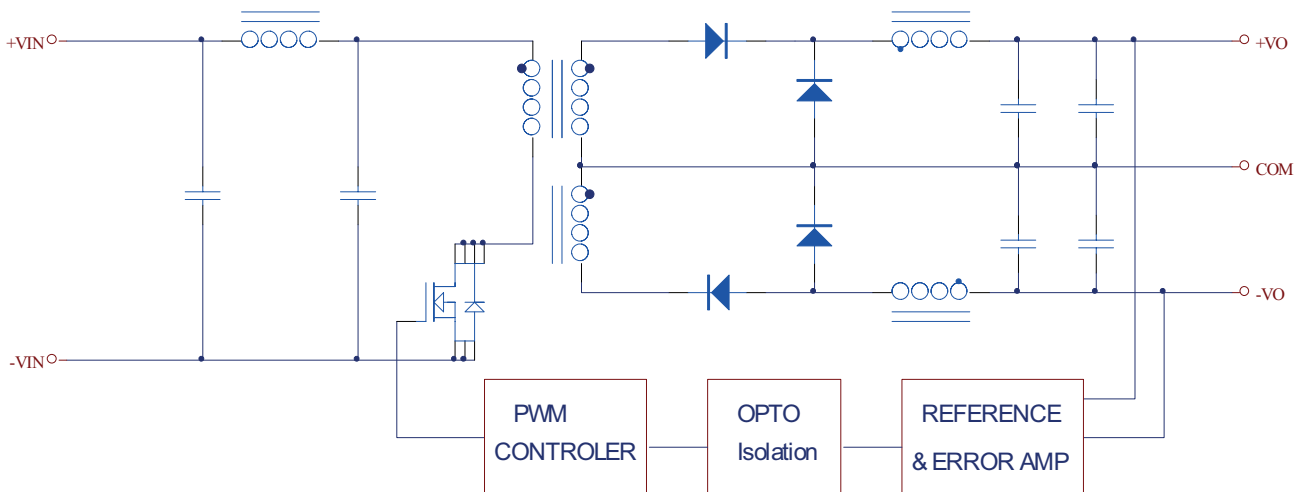 +VIN
+VO
COM
-VO
-VIN
PWM
CONTROLER
OPTO
Isolation
REFERENCE
& ERROR AMP